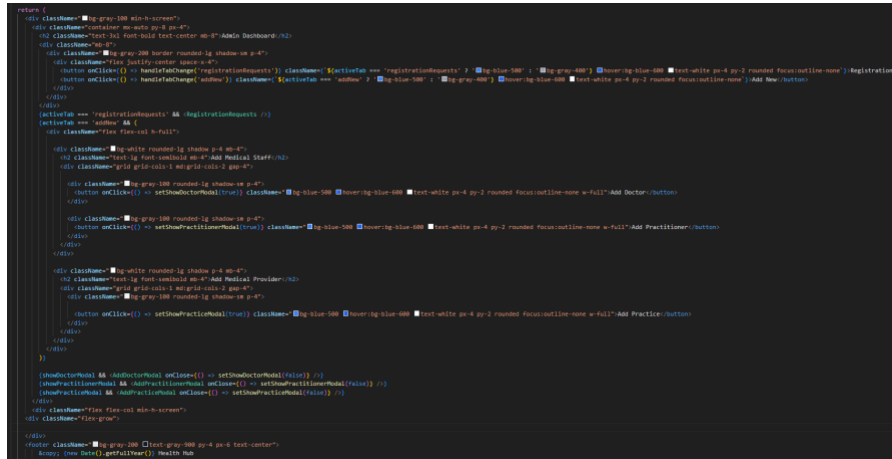 return (
<div className="bg-gray-100 min-h-screen">
<div className="container mx-auto py-8 px-4">
<h2 className="text-3xl font-bold text-center mb-8">Admin Dashboard</h2>
<div className="mb-8">
<div className="bg-gray-200 border rounded-lg shadow-sm p-4">
<div className="flex justify-center space-x-4">
<button onClick={() => handleTabChange('registrationRequests')} className={`${activeTab === 'registrationRequests' ? 'bg-blue-500' : 'bg-gray-400'} hover:bg-blue-600 text-white px-4 py-2 rounded focus:outline-none`}>Registration
<button onClick={() => handleTabChange('addNew')} className={`${activeTab === 'addNew' ? 'bg-blue-500' : 'bg-gray-400'} hover:bg-blue-600 text-white px-4 py-2 rounded focus:outline-none`}>Add New</button>
</div>
</div>
</div>
{activeTab === 'registrationRequests' && <RegistrationRequests />}
{activeTab === 'addNew' && (
<div className="flex flex-col h-full">
<div className="bg-white rounded-lg shadow p-4 mb-4">
<h2 className="text-lg font-semibold mb-4">Add Medical Staff</h2>
<div className="grid grid-cols-1 md:grid-cols-2 gap-4">
<div className="bg-gray-100 rounded-lg shadow-sm p-4">
<button onClick={() => setShowDoctorModal(true)} className="bg-blue-500 hover:bg-blue-600 text-white px-4 py-2 rounded focus:outline-none w-full">Add Doctor</button>
</div>
<div className="bg-gray-100 rounded-lg shadow-sm p-4">
<button onClick={() => setShowPractitionerModal(true)} className="bg-blue-500 hover:bg-blue-600 text-white px-4 py-2 rounded focus:outline-none w-full">Add Practitioner</button>
</div>
</div>
</div>
<div className="bg-white rounded-lg shadow p-4 mb-4">
<h2 className="text-lg font-semibold mb-4">Add Medical Provider</h2>
<div className="grid grid-cols-1 md:grid-cols-2 gap-4">
<div className="bg-gray-100 rounded-lg shadow-sm p-4">
<button onClick={() => setShowPracticeModal(true)} className="bg-blue-500 hover:bg-blue-600 text-white px-4 py-2 rounded focus:outline-none w-full">Add Practice</button>
</div>
</div>
</div>
</div>
)}
{showDoctorModal && <AddDoctorModal onClose={() => setShowDoctorModal(false)} />}
{showPractitionerModal && <AddPractitionerModal onClose={() => setShowPractitionerModal(false)} />}
{showPracticeModal && <AddPracticeModal onClose={() => setShowPracticeModal(false)} />}
</div>
<div className="flex flex-col min-h-screen">
<div className="flex-grow">
</div>
<footer className="bg-gray-200 text-gray-900 py-4 px-6 text-center">
&copy; {new Date().getFullYear()} Health Hub